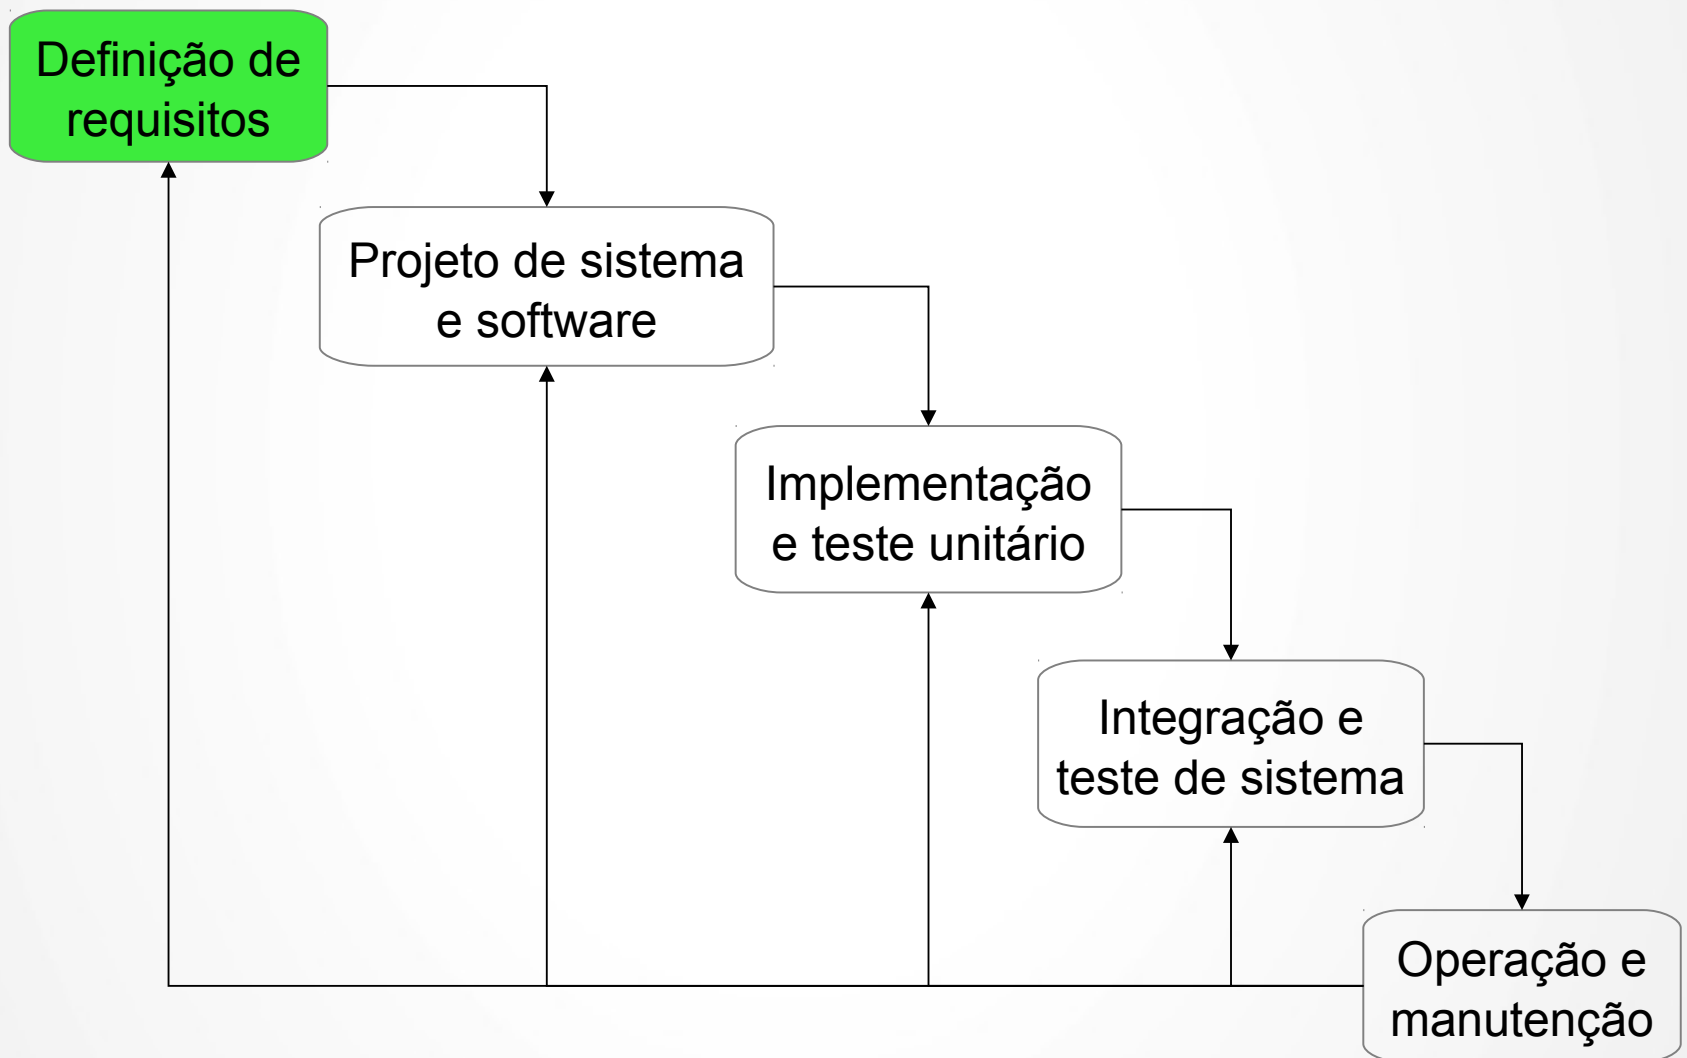 Definição de
requisitos
Projeto de sistema
e software
Implementação
e teste unitário
Integração e
teste de sistema
Operação e
manutenção